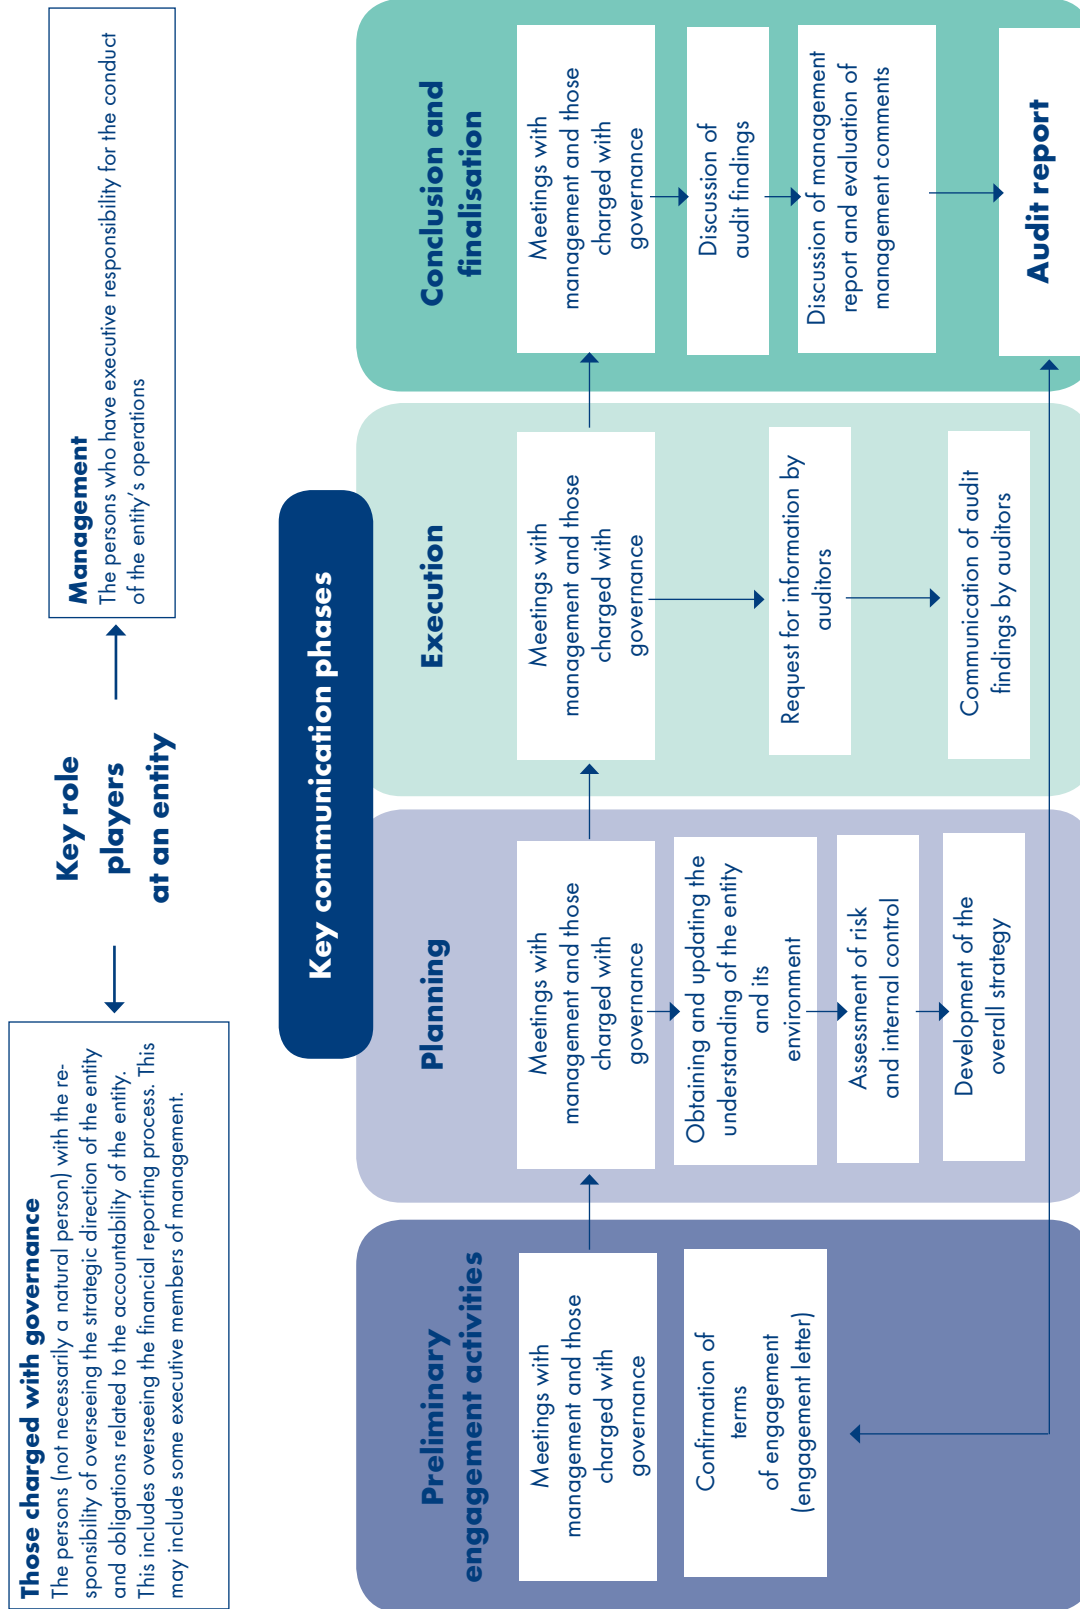 Those charged with governance
The persons (not necessarily a natural person) with the re-
sponsibility of overseeing the strategic direction of the entity
and obligations related to the accountability of the entity.
This includes overseeing the financial reporting process. This
may include some executive members of management.
Key role
players
at an entity
Management
The persons who have executive responsibility for the conduct
of the entity's operations
Key communication phases
Preliminary
engagement activities
Meetings with
management and those
charged with
governance
Confirmation of
terms
of engagement
(engagement letter)
Planning
Meetings with
management and those
charged with
governance
Obtaining and updating the
understanding of the entity
and its
environment
Assessment of risk
and internal control
Development of the
overall strategy
Execution
Meetings with
management and those
charged with
governance
Request for information by
auditors
Communication of audit
findings by auditors
Conclusion and
finalisation
Meetings with
management and those
charged with
governance
Discussion of
audit findings
Discussion of management
report and evaluation of
management comments
Audit report